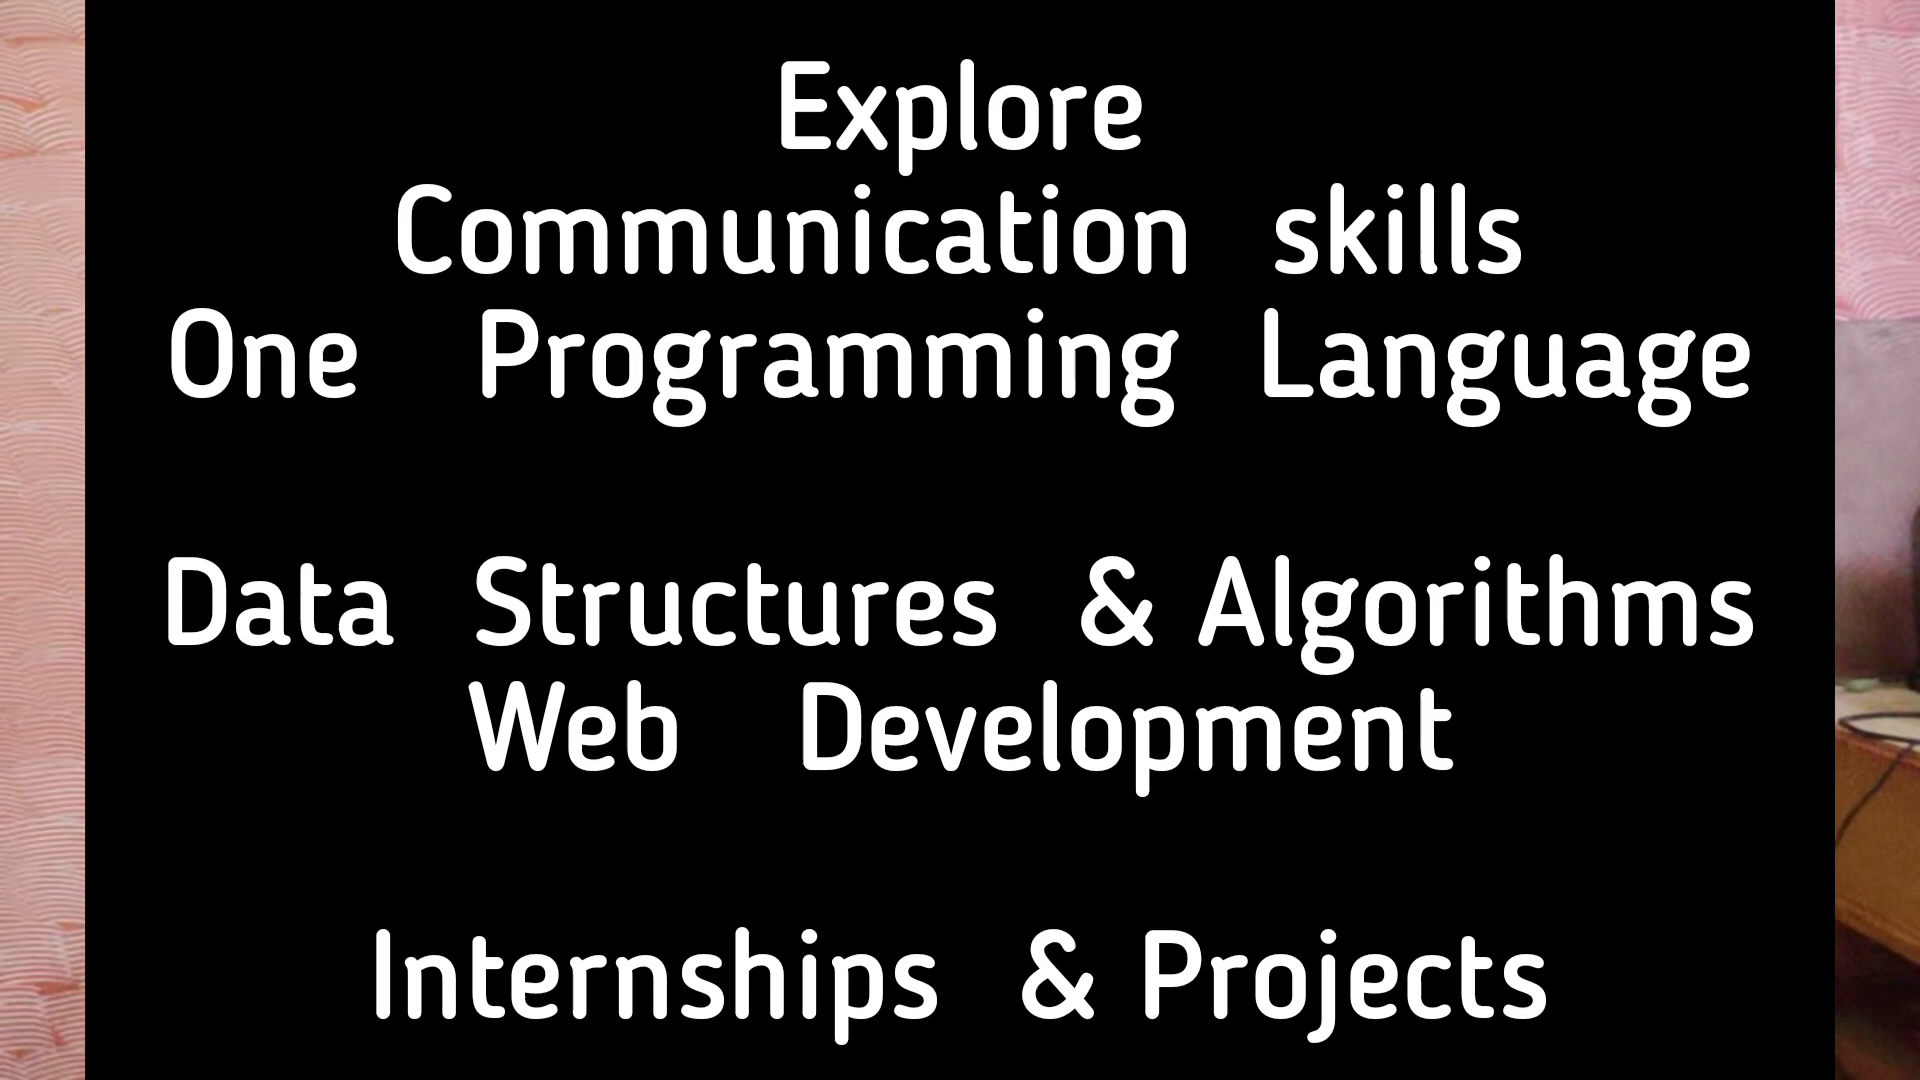 Explore
Communication skills
One Programming Language
Data Structures & Algorithms
Web Development
Internships & Projects